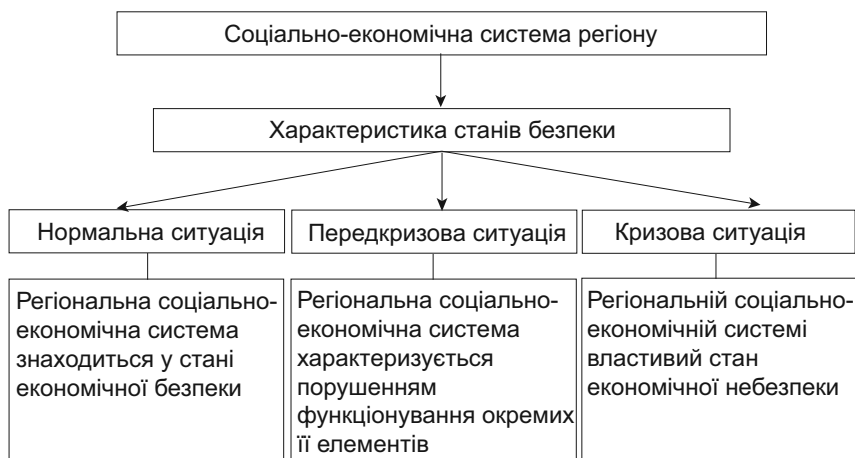 Соціально-економічна система регіону
Характеристика станів безпеки
Нормальна ситуація
Передкризова ситуація
Кризова ситуація
Регіональна соціально-
економічна система
знаходиться у стані
економічної безпеки
Регіональна соціально-
економічна система
характеризується
порушенням
функціонування окремих
її елементів
Регіональній соціально-
економічній системі
властивий стан
економічної небезпеки